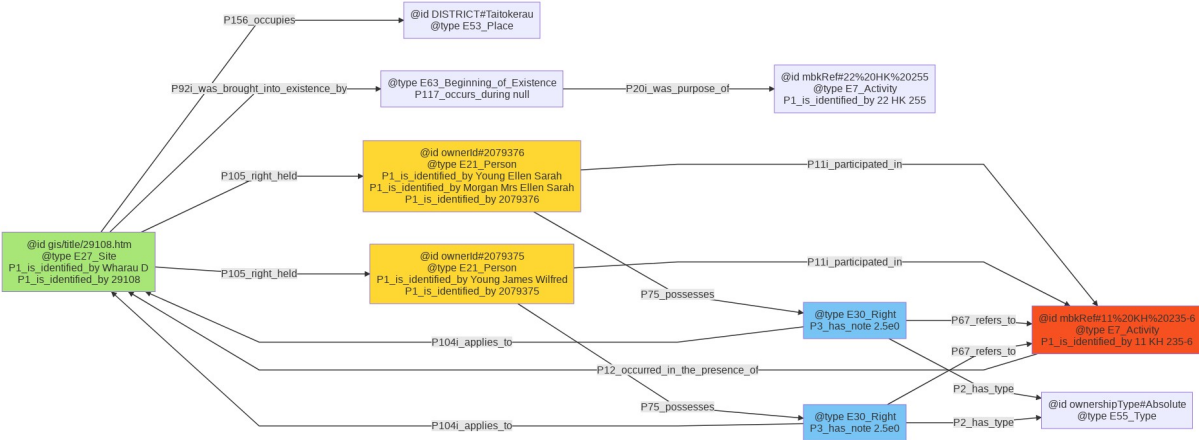 P156_occupies
@id DISTRICT#Taitokerau
@type E53_Place
P92i_was_brought_into_existence_by
@type E63_Beginning_of_Existence
P117_occurs_during null
P20i_was_purpose_of
@id mbkRef#22%20HK%20255
@type E7_Activity
P1_is_identified_by 22 HK 255
P105_right_held
@id ownerId#2079376
@type E21_Person
P1_is_identified_by Young Ellen Sarah
P1_is_identified_by Morgan Mrs Ellen Sarah
P1_is_identified_by 2079376
P11i_participated_in
@id gis/title/29108.htm
@type E27_Site
P1_is_identified_by Wharau D
P1_is_identified_by 29108
P105_right_held
@id ownerId#2079375
@type E21_Person
P1_is_identified_by Young James Wilfred
P1_is_identified_by 2079375
P11i_participated_in
P75_possesses
@type E30_Right
P3_has_note 2.5e0
P67_refers_to
@id mbkRef#11%20KH%20235-6
@type E7_Activity
P1_is_identified_by 11 KH 235-6
P104i_applies_to
P67_refers_to
P12_occurred_in_the_presence_of
P2_has_type
P75_possesses
@type E30_Right
P3_has_note 2.5e0
P2_has_type
@id ownershipType#Absolute
@type E55_Type
P104i_applies_to